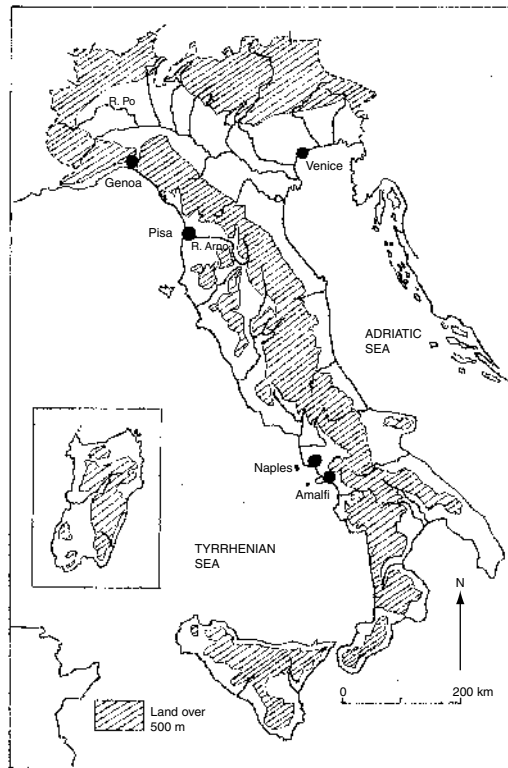 R. Po
Venice
Genoa
Pisa
R. Arno
ADRIATIC
SEA
Naples
Amalfi
TYRRHENIAN
SEA
N
0 200 km
Land over
500 m